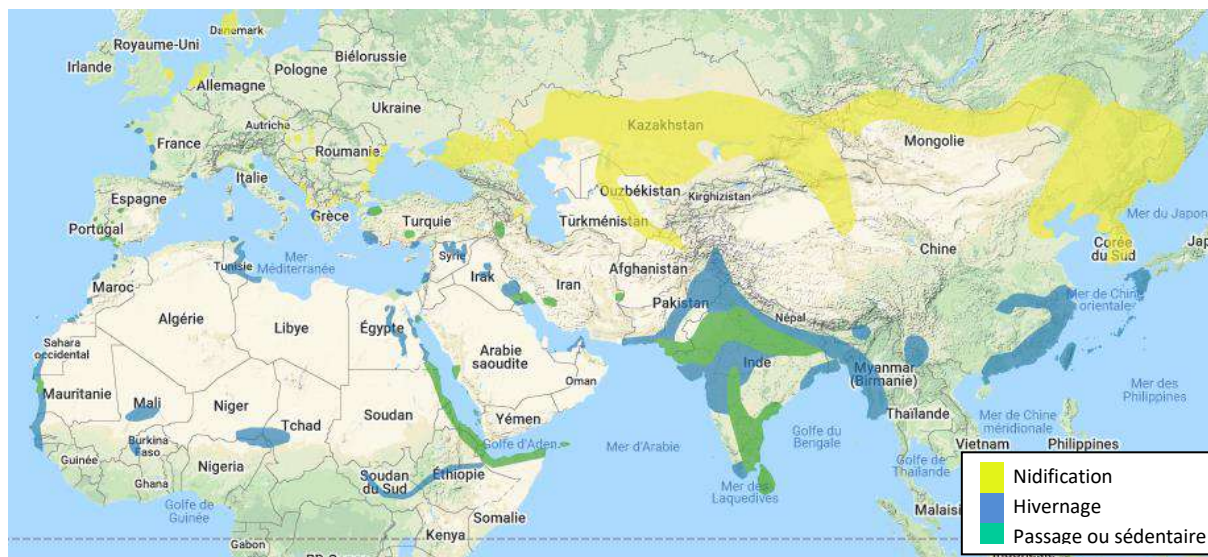 Danemark
Royaume-Uni
Irlande
Biélorussie
Pologne
Allemagne
Ukraine
Autriche
France
Roumanie
Kazakhstan
Mongolie
Italie
Espagne
Portugal
Grèce
Turquie
Ouzbékistan
Kirghizistan
Turkménistan
Mer du Japon
Corée
du Sud
Jap
Chine
Mer
Méditerranée
Tunisie
Syrie
Irak
Iran
Afghanistan
Maroc
Pakistan
Népal
Mer de Chine
orientale
Algérie
Libye
Égypte
Sahara
occidental
Arabie
saoudite
Oman
Inde
Myanmar
(Birmanie)
Mauritanie
Mali
Niger
Tchad
Soudan
Yémen
Mer d'Arabie
Golfe du
Bengale
Thaïlande
Mer de Chine
méridionale
Mer des
Philippines
Burkina
Faso
Golfe d'Aden
Vietnam
Philippines
Guinée
Nigeria
Ghana
Soudan
du Sud
Éthiopie
Golfe de
Thaïlande
Mer des
Laquedives
Golfe de
Guinée
Somalie
Malaisi
Gabon
Kenya
Nidification
Hivernage
Passage ou sédentaire